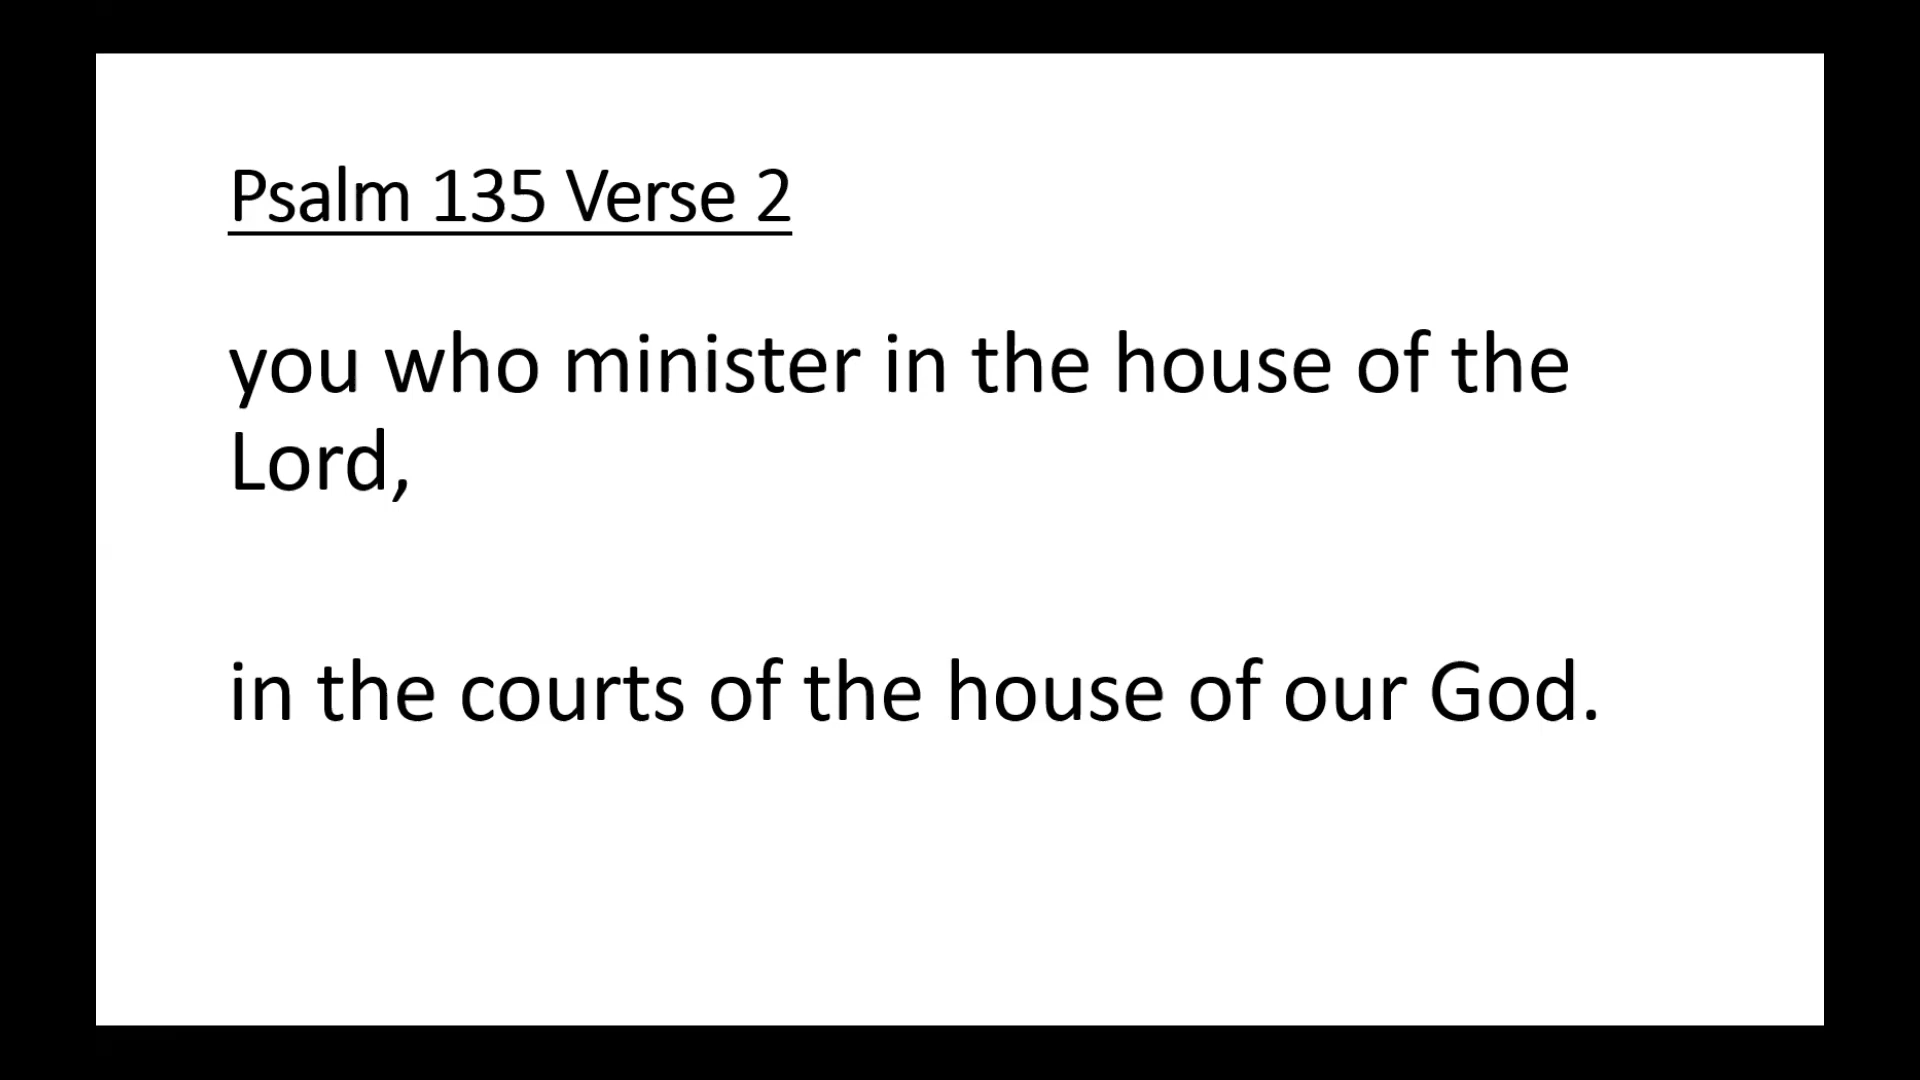 Psalm 135 Verse 2
you who minister in the house of the
Lord,
in the courts of the house of our God.